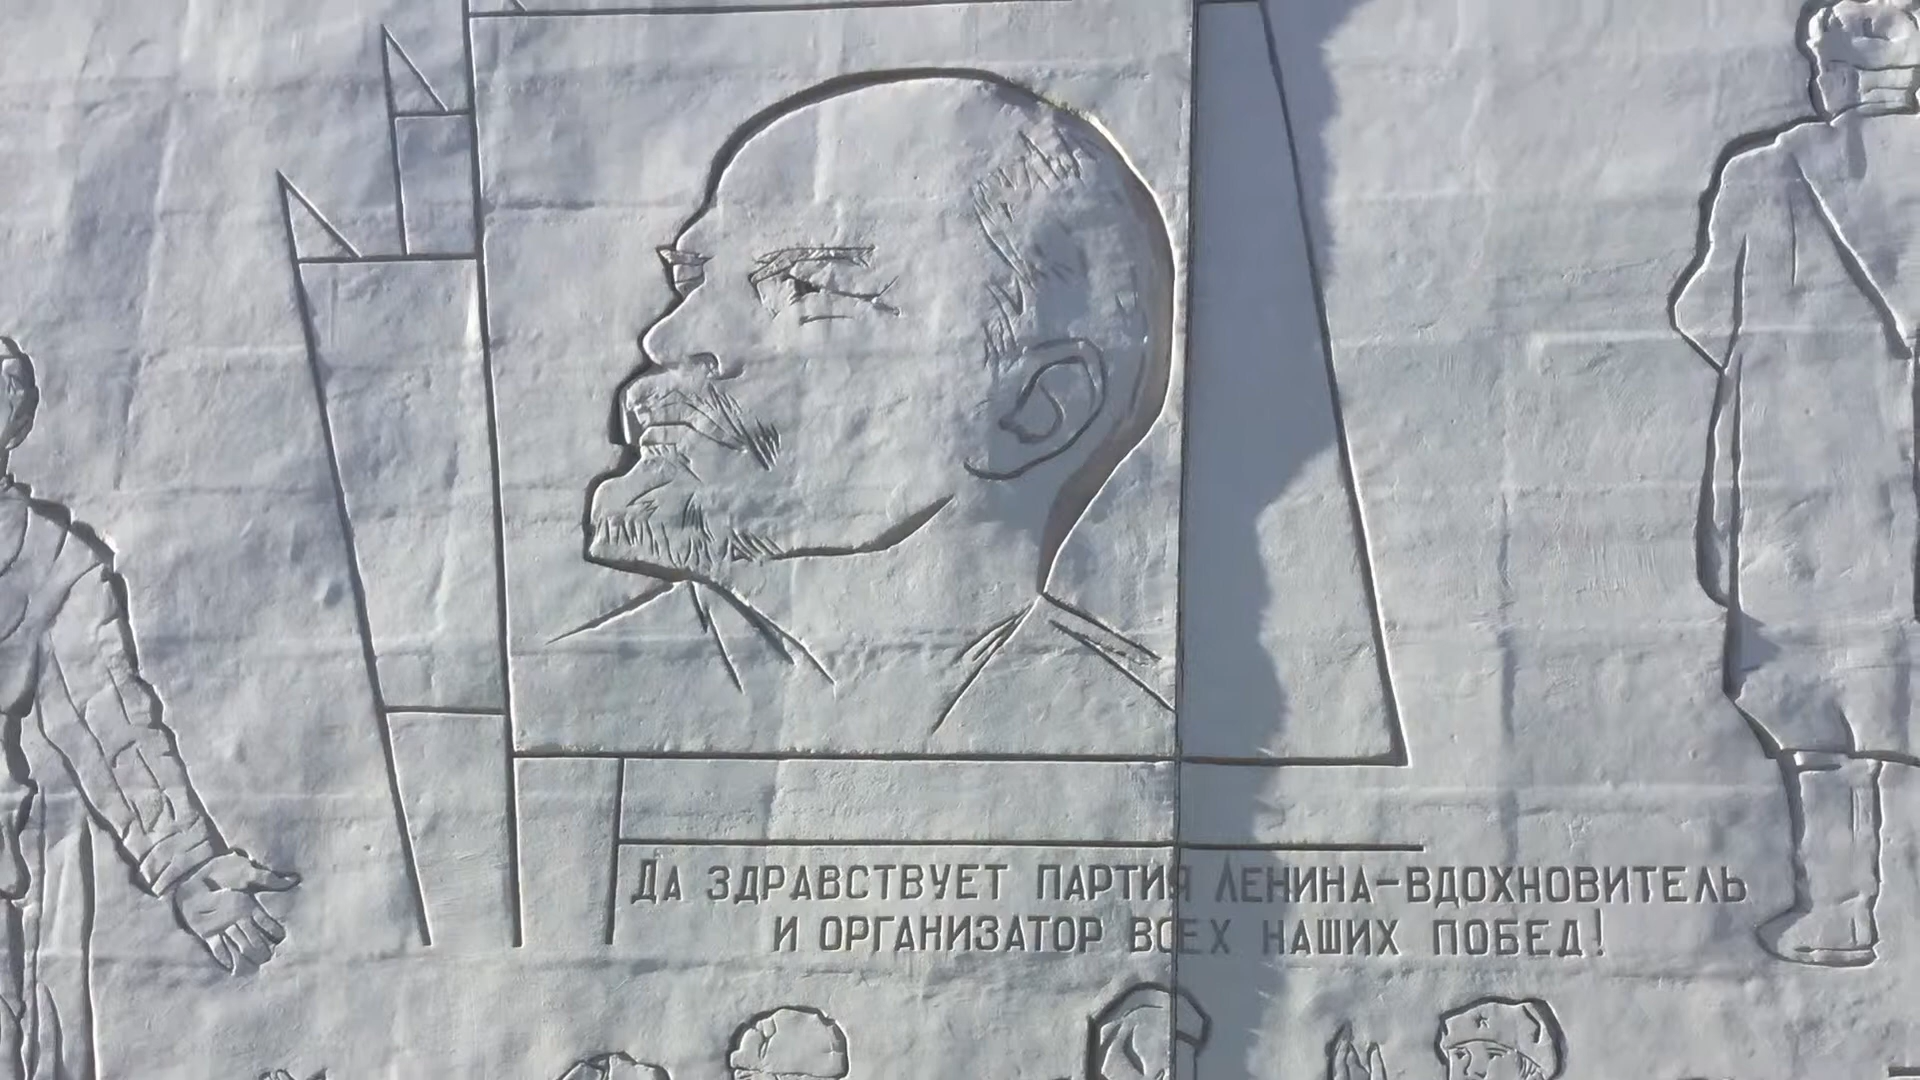 Да здравствует партия Ленина-вдохновитель
и организатор всех наших побед!